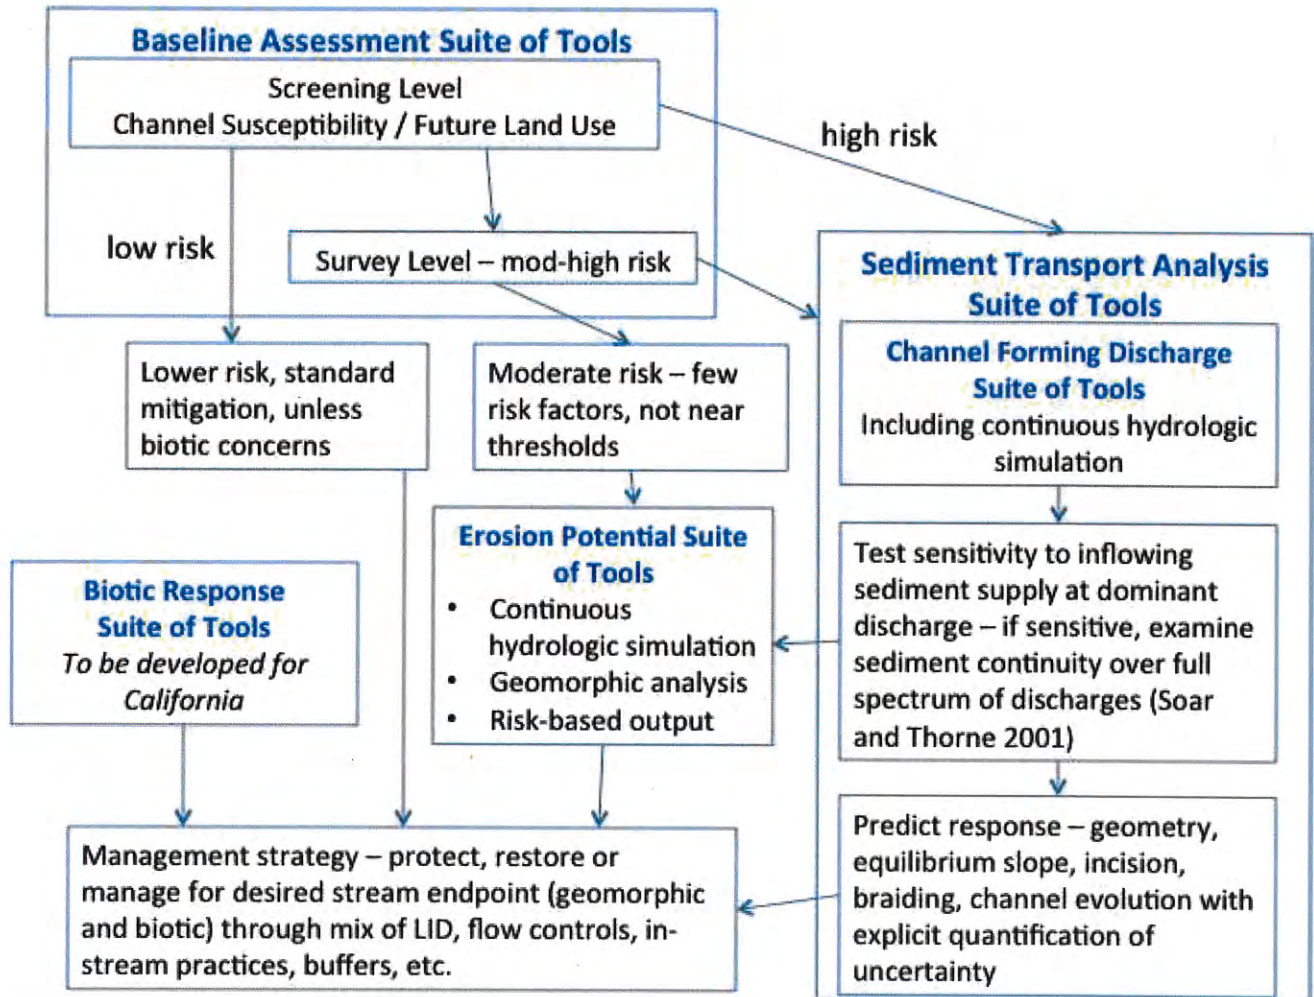 Baseline Assessment Suite of Tools
Screening Level
Channel Susceptibility / Future Land Use
high risk
low risk
Survey Level – mod-high risk
Sediment Transport Analysis
Suite of Tools
Channel Forming Discharge
Suite of Tools
Including continuous hydrologic
simulation
Lower risk, standard
mitigation, unless
biotic concerns
Moderate risk – few
risk factors, not near
thresholds
Erosion Potential Suite
of Tools
• Continuous
hydrologic simulation
• Geomorphic analysis
• Risk-based output
Test sensitivity to inflowing
sediment supply at dominant
discharge – if sensitive, examine
sediment continuity over full
spectrum of discharges (Soar
and Thorne 2001)
Biotic Response
Suite of Tools
To be developed for
California
Management strategy – protect, restore or
manage for desired stream endpoint (geomorphic
and biotic) through mix of LID, flow controls, in-
stream practices, buffers, etc.
Predict response – geometry,
equilibrium slope, incision,
braiding, channel evolution with
explicit quantification of
uncertainty